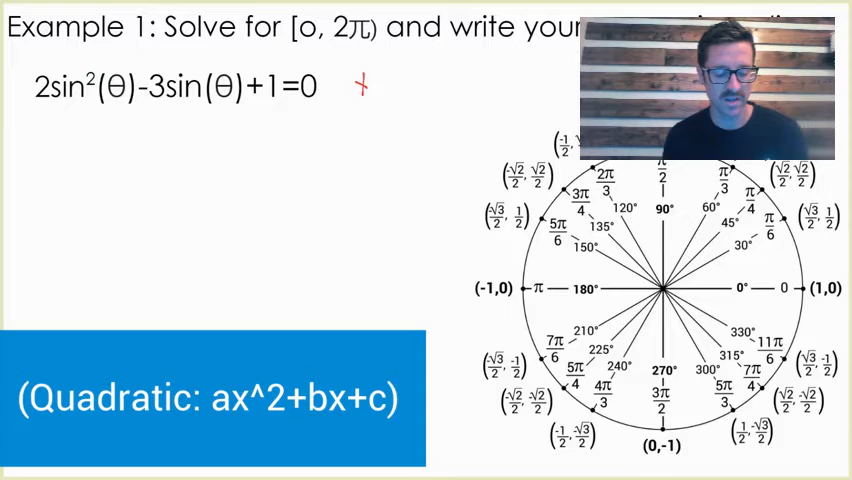 Example 1: Solve for [o, 2π) and write your
2sin²(θ)-3sin(θ)+1=0 +
π/2
(-√2/2, √2/2) 2π/3 π/3 (√2/2, √2/2)
3π/4 120° 90° 60° π/4
(-√3/2, 1/2) 135° 45° (√3/2, 1/2)
5π/6 150° 30° π/6
(-1,0) π 180° 0° 0 (1,0)
210° 330°
7π/6 225° 315° 11π/6
(-√3/2, -1/2) 240° 270° 300° (√3/2, -1/2)
5π/4 7π/4
(-√2/2, -√2/2) 4π/3 3π/2 5π/3 (√2/2, -√2/2)
(-1/2, -√3/2) (1/2, -√3/2)
(0,-1)
(Quadratic: ax^2+bx+c)